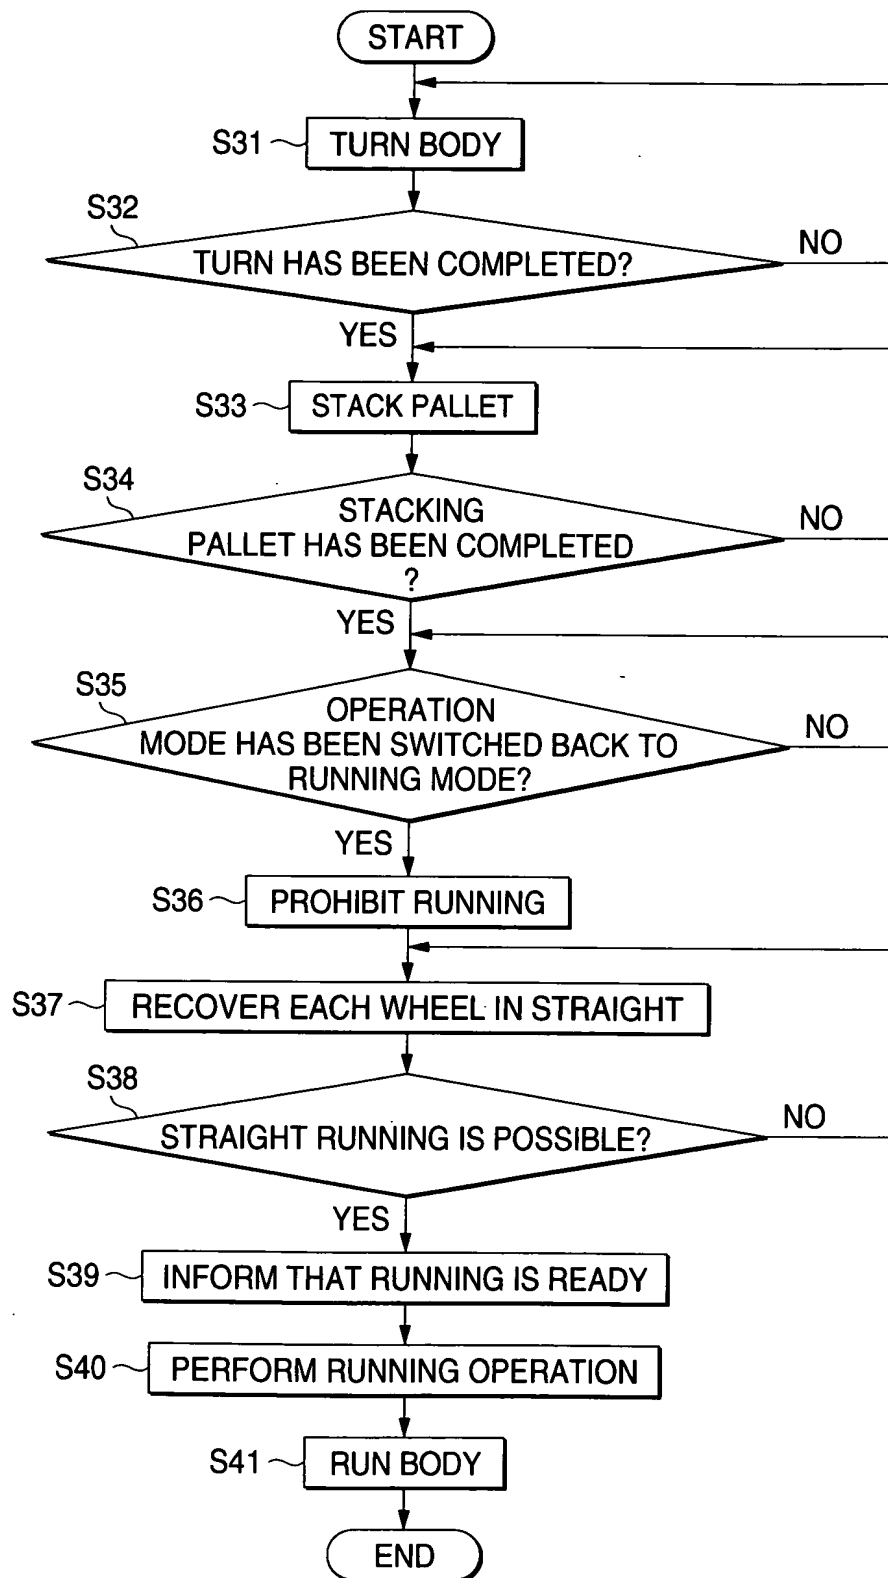 START
S31
TURN BODY
S32
TURN HAS BEEN COMPLETED?
NO
YES
S33
STACK PALLET
S34
STACKING
PALLET HAS BEEN COMPLETED
?
NO
YES
S35
OPERATION
MODE HAS BEEN SWITCHED BACK TO
RUNNING MODE?
NO
YES
S36
PROHIBIT RUNNING
S37
RECOVER EACH WHEEL IN STRAIGHT
S38
STRAIGHT RUNNING IS POSSIBLE?
NO
YES
S39
INFORM THAT RUNNING IS READY
S40
PERFORM RUNNING OPERATION
S41
RUN BODY
END